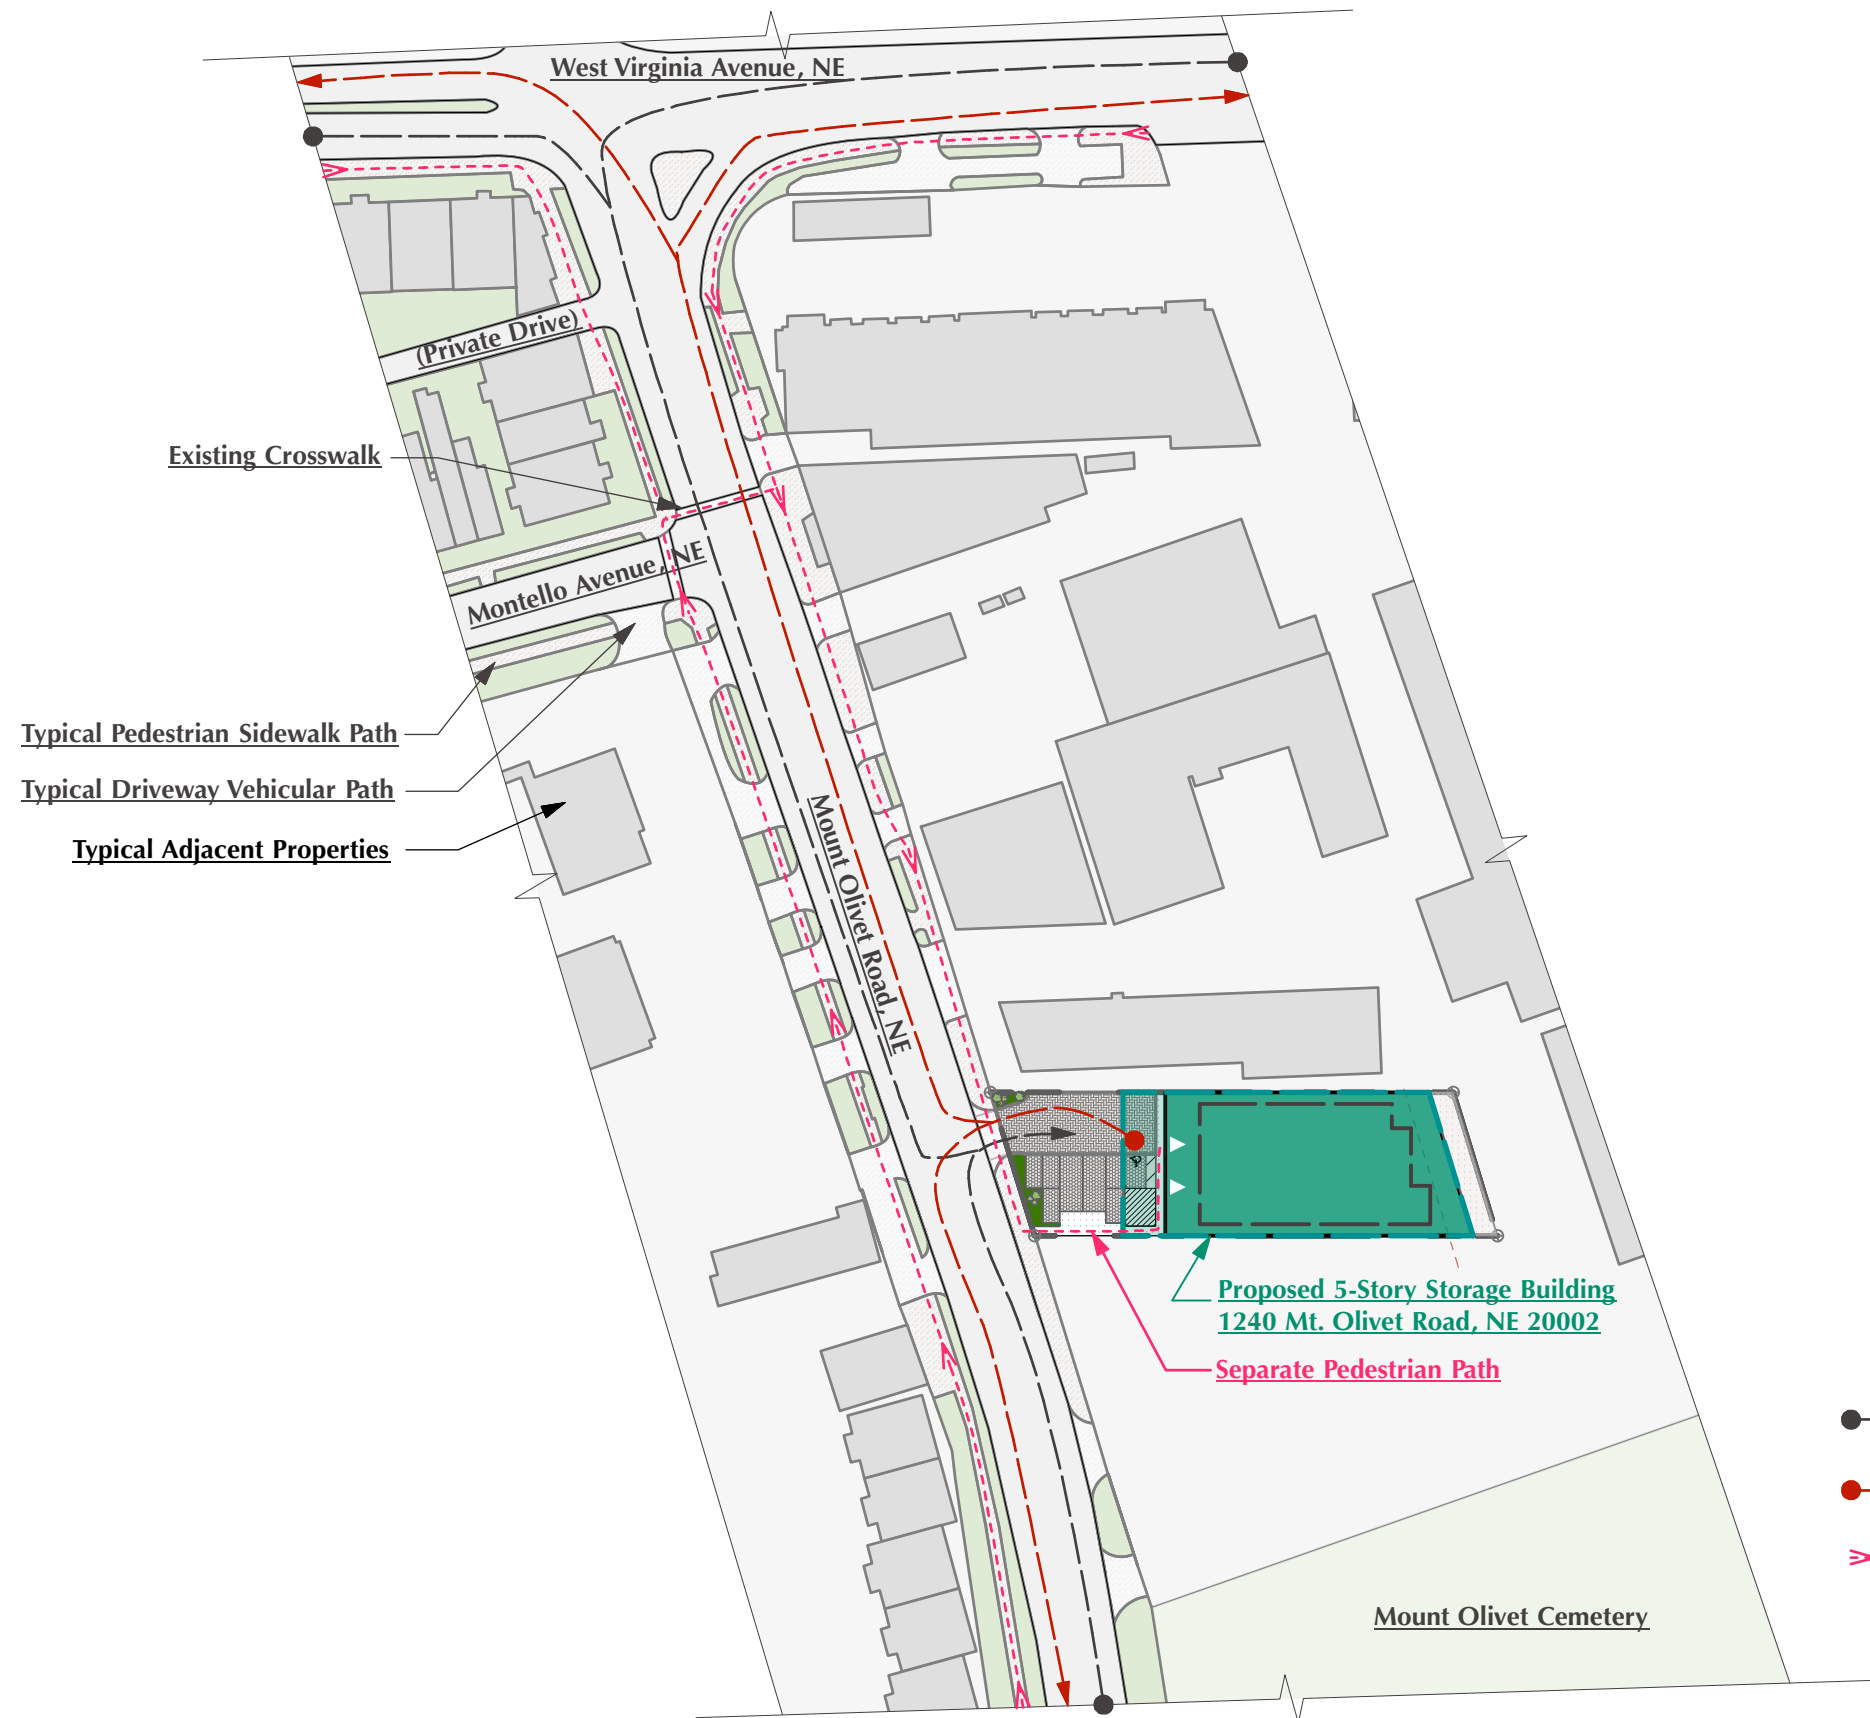 West Virginia Avenue, NE
(Private Drive)
Existing Crosswalk
Montello Avenue, NE
Typical Pedestrian Sidewalk Path
Typical Driveway Vehicular Path
Typical Adjacent Properties
Mount Olivet Road, NE
Proposed 5-Story Storage Building
1240 Mt. Olivet Road, NE 20002
Separate Pedestrian Path
Mount Olivet Cemetery